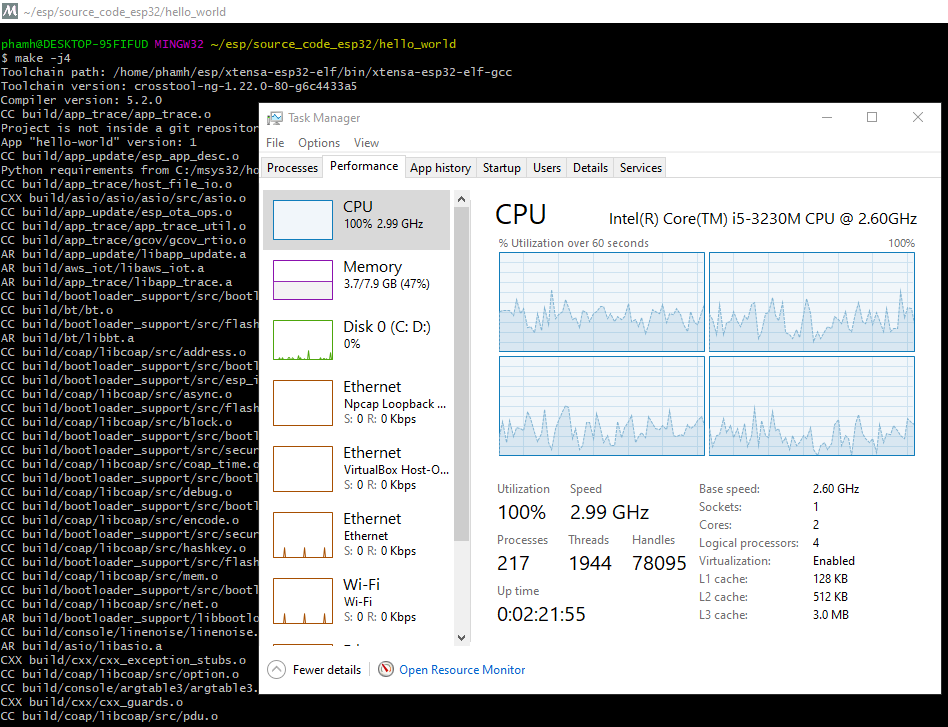 ~/esp/source_code_esp32/hello_world
phamh@DESKTOP-95FIFUD MINGW32 ~/esp/source_code_esp32/hello_world
$ make -j4
Toolchain path: /home/phamh/esp/xtensa-esp32-elf/bin/xtensa-esp32-elf-gcc
Toolchain version: crosstool-ng-1.22.0-80-g6c4433a5
Compiler version: 5.2.0
CC build/app_trace/app_trace.o
Project is not inside a git repositor
App "hello-world" version: 1
CC build/app_update/esp_app_desc.o
Python requirements from C:/msys32/ho
CC build/app_trace/host_file_io.o
CXX build/asio/asio/asio/src/asio.o
CC build/app_update/esp_ota_ops.o
CC build/app_trace/app_trace_util.o
CC build/app_trace/gcov/gcov_rtio.o
AR build/app_update/libapp_update.a
AR build/aws_iot/libaws_iot.a
AR build/app_trace/libapp_trace.a
CC build/bootloader_support/src/bootl
CC build/bt/bt.o
CC build/bootloader_support/src/flash
AR build/bt/libbt.a
CC build/coap/libcoap/src/address.o
CC build/bootloader_support/src/bootl
CC build/bootloader_support/src/esp_i
CC build/coap/libcoap/src/async.o
CC build/bootloader_support/src/flash
CC build/coap/libcoap/src/block.o
CC build/bootloader_support/src/bootl
CC build/bootloader_support/src/secur
CC build/coap/libcoap/src/coap_time.o
CC build/bootloader_support/src/bootl
CC build/coap/libcoap/src/debug.o
CC build/bootloader_support/src/bootl
CC build/coap/libcoap/src/encode.o
CC build/bootloader_support/src/secur
CC build/coap/libcoap/src/hashkey.o
CC build/bootloader_support/src/flash
CC build/coap/libcoap/src/mem.o
CC build/bootloader_support/src/bootl
CC build/coap/libcoap/src/net.o
AR build/bootloader_support/libbootlo
CC build/console/linenoise/linenoise.
AR build/asio/libasio.a
CXX build/cxx/cxx_exception_stubs.o
CC build/coap/libcoap/src/option.o
CC build/console/argtable3/argtable3.
CXX build/cxx/cxx_guards.o
CC build/coap/libcoap/src/pdu.o
Task Manager
File Options View
Processes Performance App history Startup Users Details Services
CPU
100% 2.99 GHz
Memory
3.7/7.9 GB (47%)
Disk 0 (C: D:)
0%
Ethernet
Npcap Loopback ...
S: 0 R: 0 Kbps
Ethernet
VirtualBox Host-O...
S: 0 R: 0 Kbps
Ethernet
Ethernet
S: 0 R: 0 Kbps
Wi-Fi
Wi-Fi
S: 0 R: 0 Kbps
CPU Intel(R) Core(TM) i5-3230M CPU @ 2.60GHz
% Utilization over 60 seconds 100%
Utilization Speed
100% 2.99 GHz
Processes Threads Handles
217 1944 78095
Up time
0:02:21:55
Base speed: 2.60 GHz
Sockets: 1
Cores: 2
Logical processors: 4
Virtualization: Enabled
L1 cache: 128 KB
L2 cache: 512 KB
L3 cache: 3.0 MB
Fewer details Open Resource Monitor